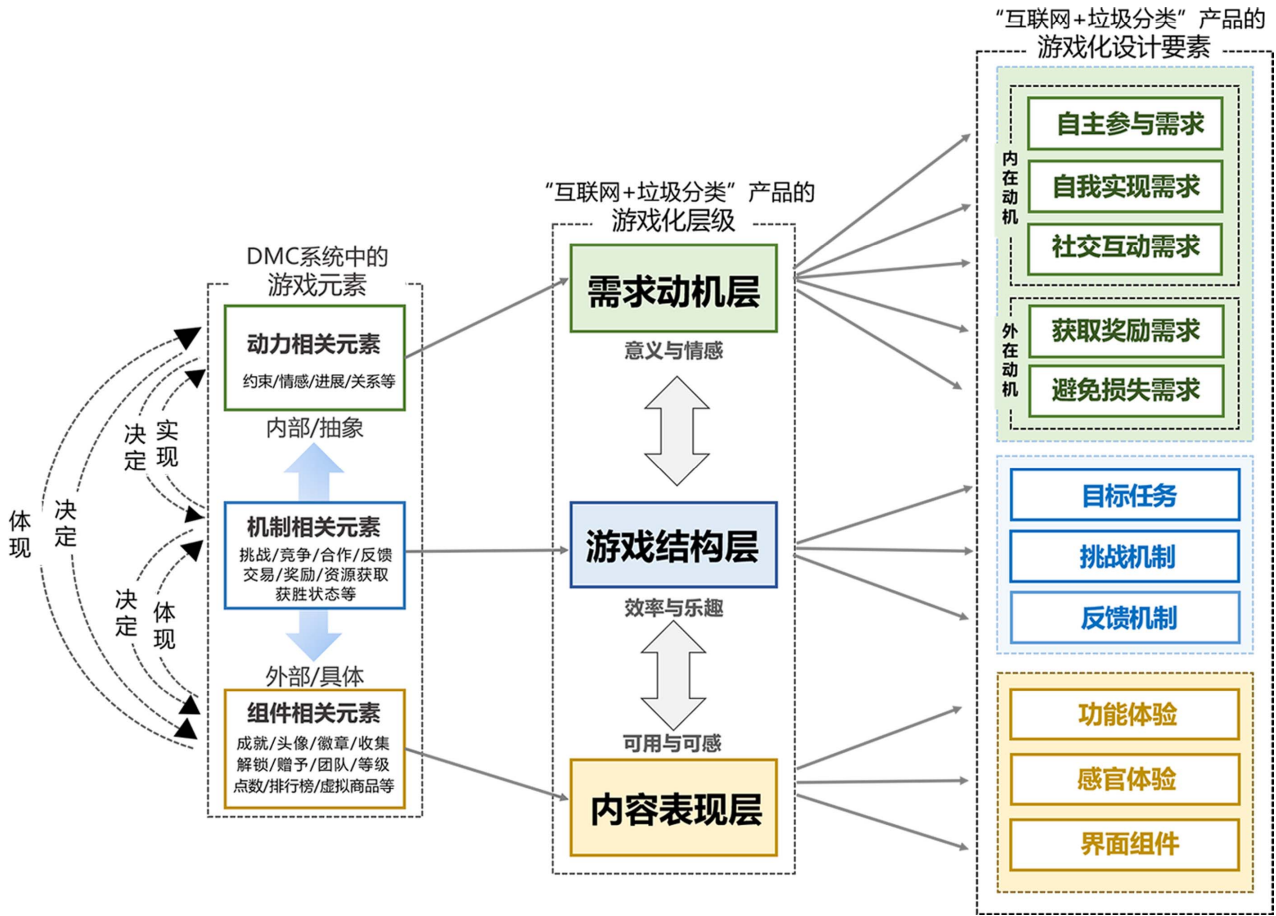 DMC系统中的
游戏元素
动力相关元素
约束/情感/进展/关系等
内部/抽象
机制相关元素
挑战/竞争/合作/反馈
交易/奖励/资源获取
获胜状态等
外部/具体
组件相关元素
成就/头像/徽章/收集
解锁/赠予/团队/等级
点数/排行榜/虚拟商品等
体现
决定
决定
实现
决定
体现
“互联网+垃圾分类”产品的
游戏化层级
需求动机层
意义与情感
游戏结构层
效率与乐趣
可用与可感
内容表现层
“互联网+垃圾分类”产品的
游戏化设计要素
内在动机
自主参与需求
自我实现需求
社交互动需求
外在动机
获取奖励需求
避免损失需求
目标任务
挑战机制
反馈机制
功能体验
感官体验
界面组件